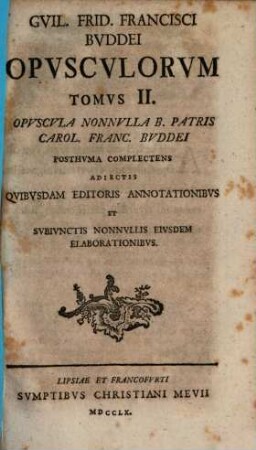 GVIL. FRID. FRANCISCI
BVDDEI
OPVSCVLORVM
TOMVS II.
OPVSCVLA NONNVLLA B. PATRIS
CAROL. FRANC. BVDDEI
POSTHVMA COMPLECTENS
ADIECTIS
QVIBVSDAM EDITORIS ANNOTATIONIBVS
ET
SVBIVNCTIS NONNVLLIS EIVSDEM
ELABORATIONIBVS.
LIPSIAE ET FRANCOFVRTI
SVMPTIBVS CHRISTIANI MEVII
MDCCLX.